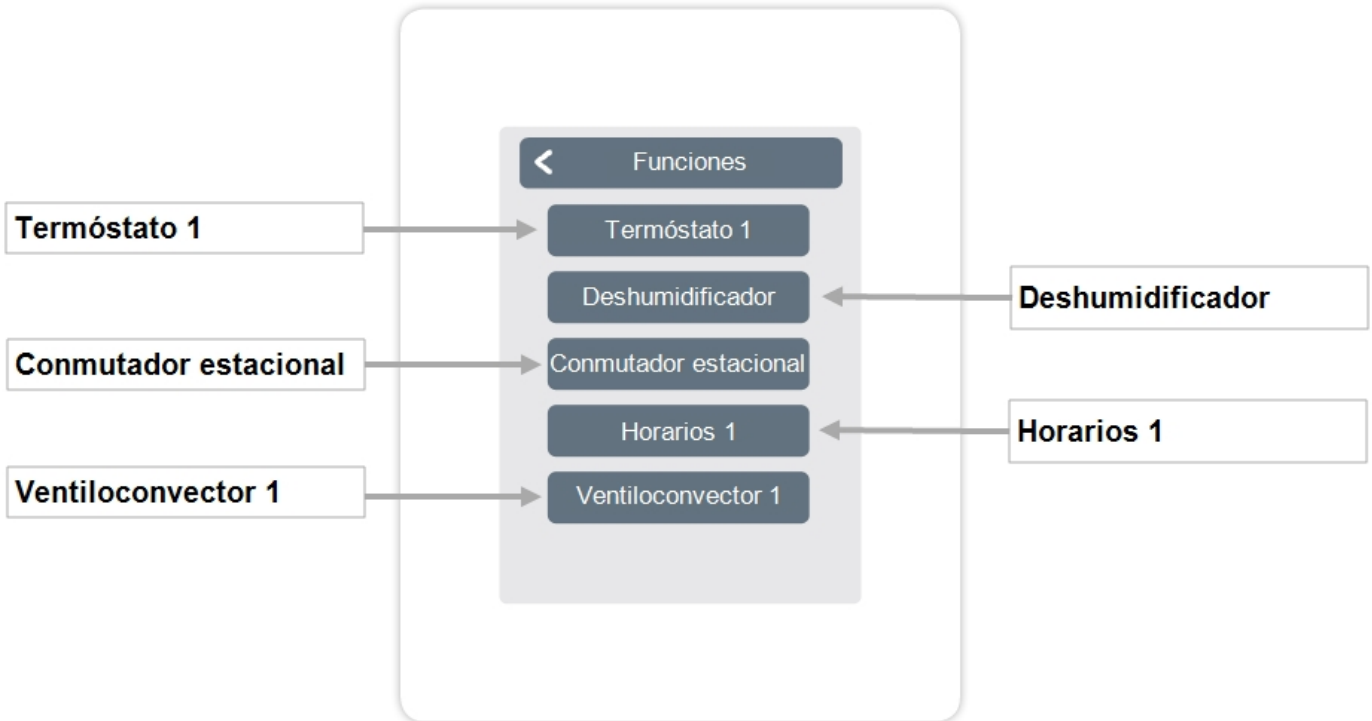 Funciones
Termóstato 1
Termóstato 1
Deshumidificador
Deshumidificador
Conmutador estacional
Conmutador estacional
Horarios 1
Horarios 1
Ventiloconvector 1
Ventiloconvector 1